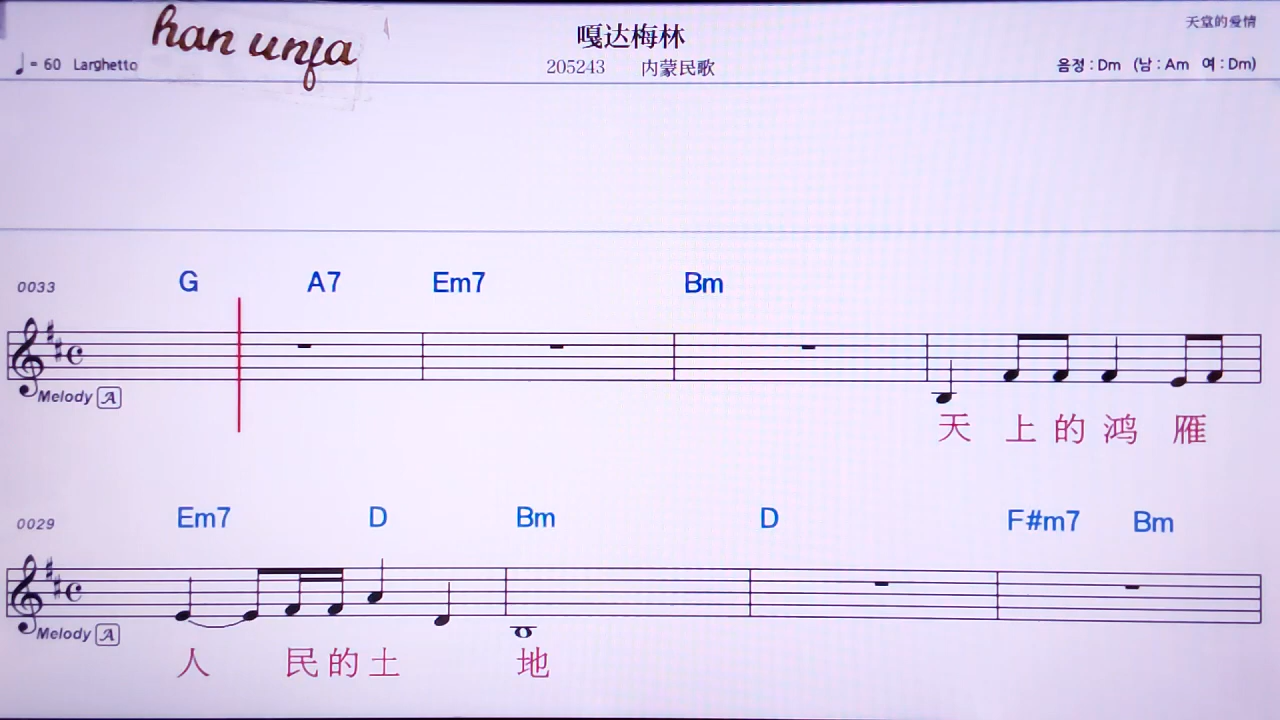 han unfa
嘎达梅林
天堂的爱情
♩= 60 Larghetto
205243 内蒙民歌
음정 : Dm (남 : Am 여 : Dm)
0033 G A7 Em7 Bm
Melody A
天 上 的 鸿 雁
0029 Em7 D Bm D F#m7 Bm
Melody A
人 民 的 土 地